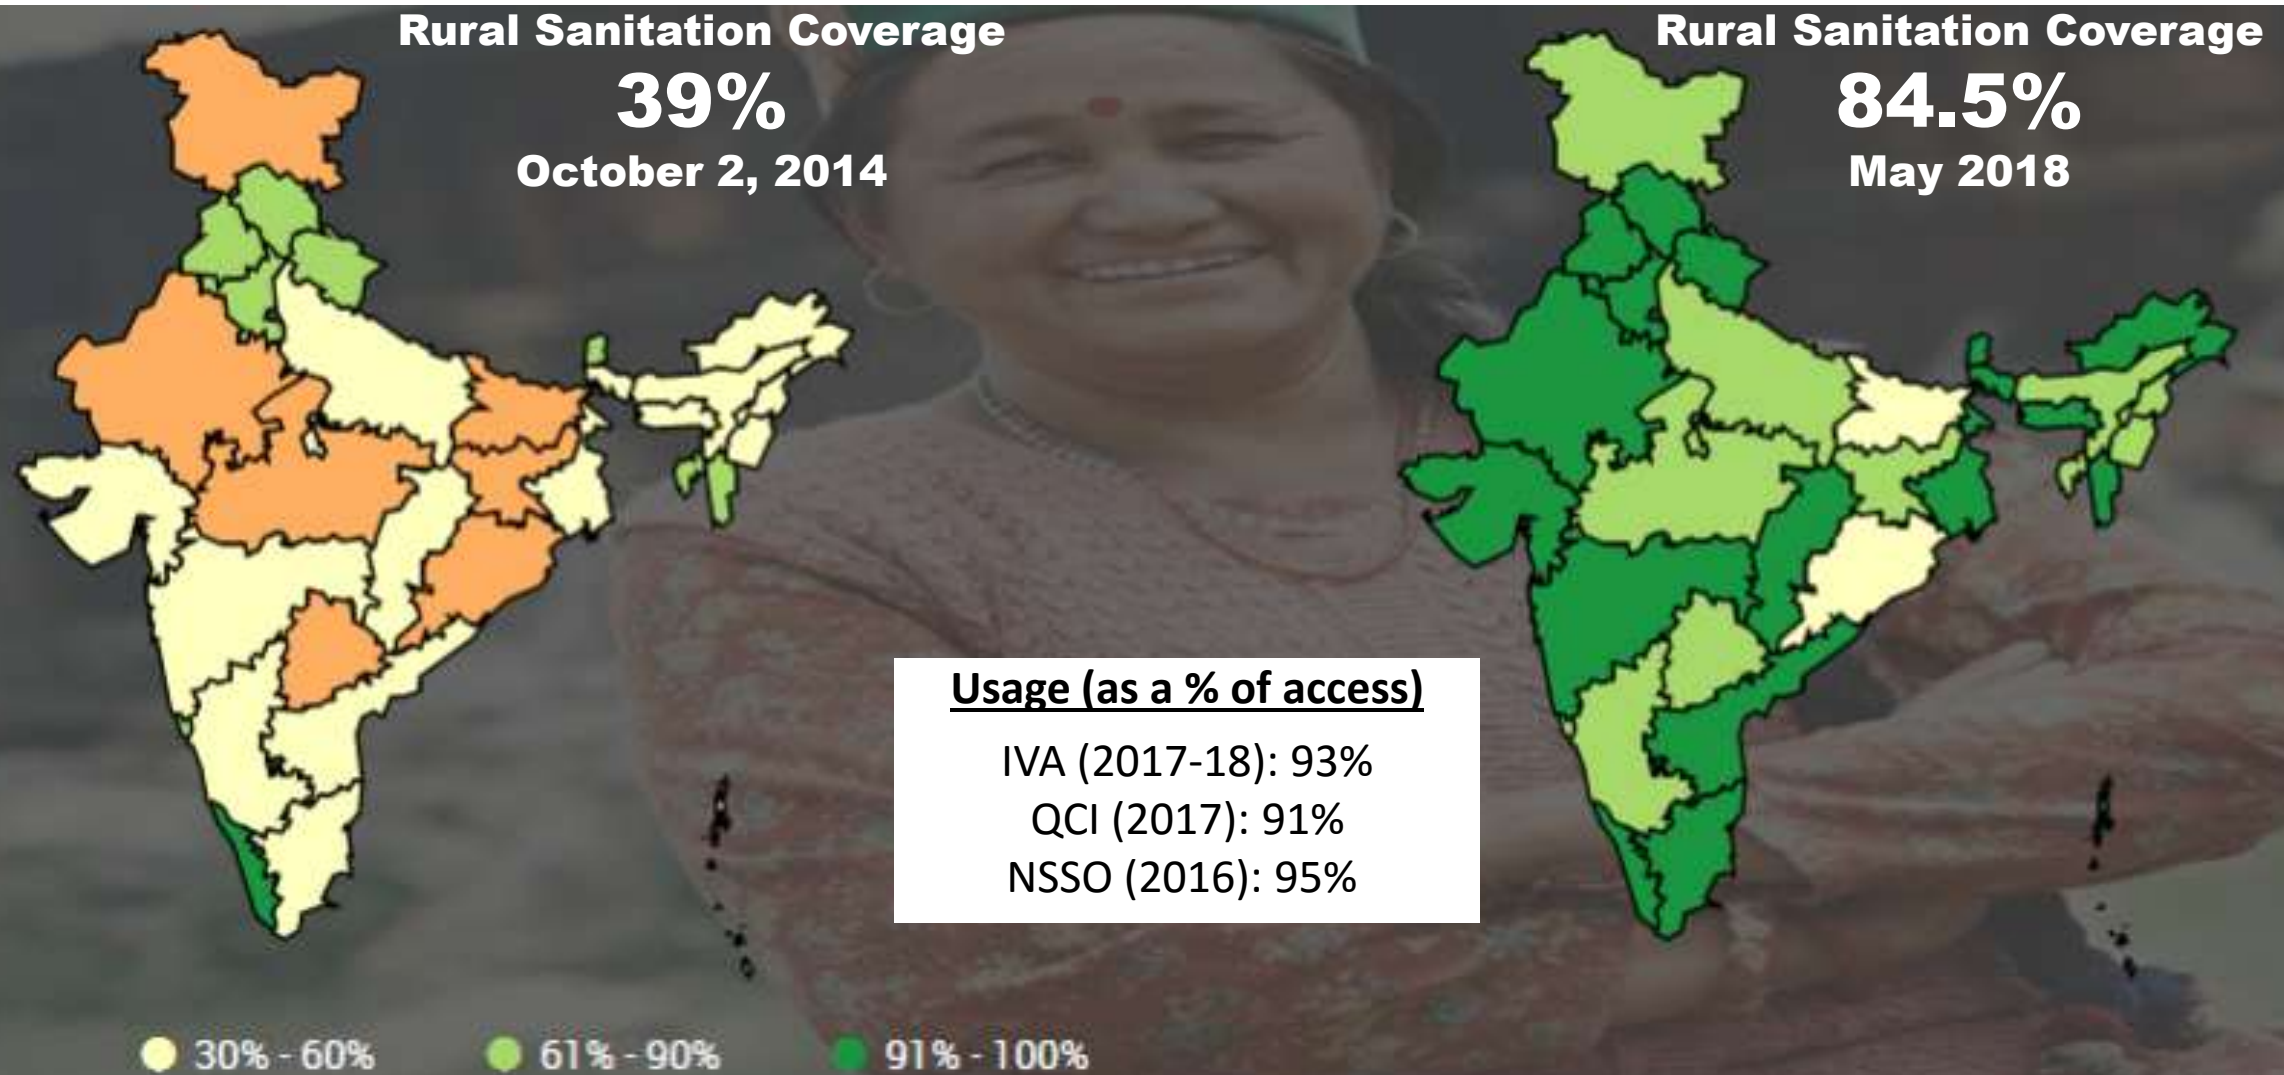 Rural Sanitation Coverage
39%
October 2, 2014
Rural Sanitation Coverage
84.5%
May 2018
Usage (as a % of access)
IVA (2017-18): 93%
QCI (2017): 91%
NSSO (2016): 95%
30% - 60%
61% - 90%
91% - 100%